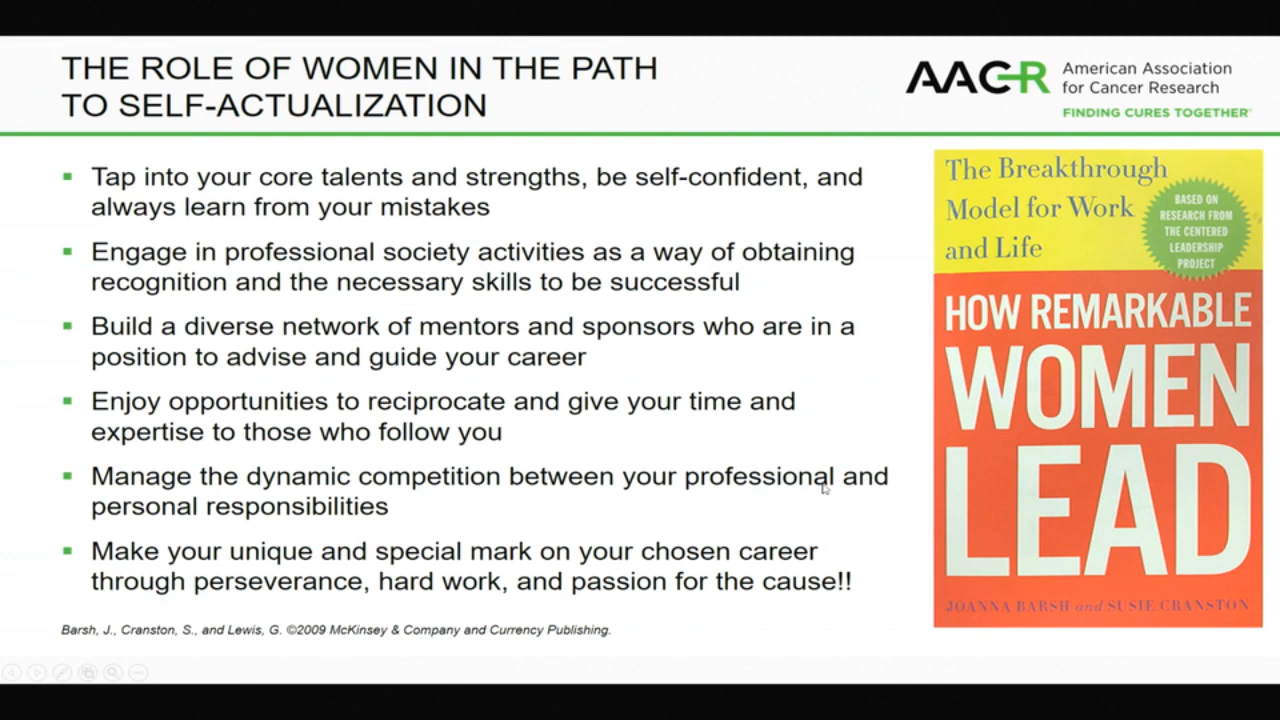 THE ROLE OF WOMEN IN THE PATH
TO SELF-ACTUALIZATION
AACR
American Association
for Cancer Research
FINDING CURES TOGETHER
▪ Tap into your core talents and strengths, be self-confident, and
always learn from your mistakes
▪ Engage in professional society activities as a way of obtaining
recognition and the necessary skills to be successful
▪ Build a diverse network of mentors and sponsors who are in a
position to advise and guide your career
▪ Enjoy opportunities to reciprocate and give your time and
expertise to those who follow you
▪ Manage the dynamic competition between your professional and
personal responsibilities
▪ Make your unique and special mark on your chosen career
through perseverance, hard work, and passion for the cause!!
Barsh, J., Cranston, S., and Lewis, G. ©2009 McKinsey & Company and Currency Publishing.
The Breakthrough
Model for Work
and Life
BASED ON
RESEARCH FROM
THE CENTERED
LEADERSHIP
PROJECT
HOW REMARKABLE
WOMEN
LEAD
JOANNA BARSH and SUSIE CRANSTON